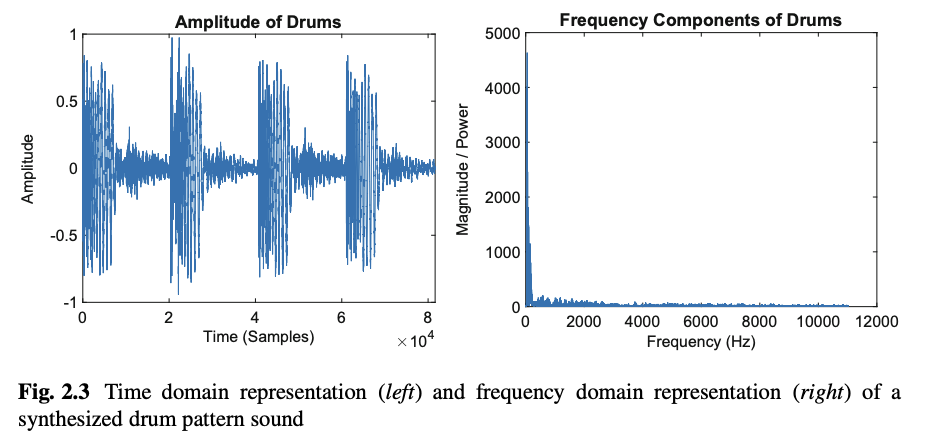 Amplitude of Drums
1
0.5
0
-0.5
-1
Amplitude
0 2 4 6 8
Time (Samples)
×10⁴
Frequency Components of Drums
5000
4000
3000
2000
1000
0
Magnitude / Power
0 2000 4000 6000 8000 10000 12000
Frequency (Hz)
Fig. 2.3 Time domain representation (left) and frequency domain representation (right) of a
synthesized drum pattern sound